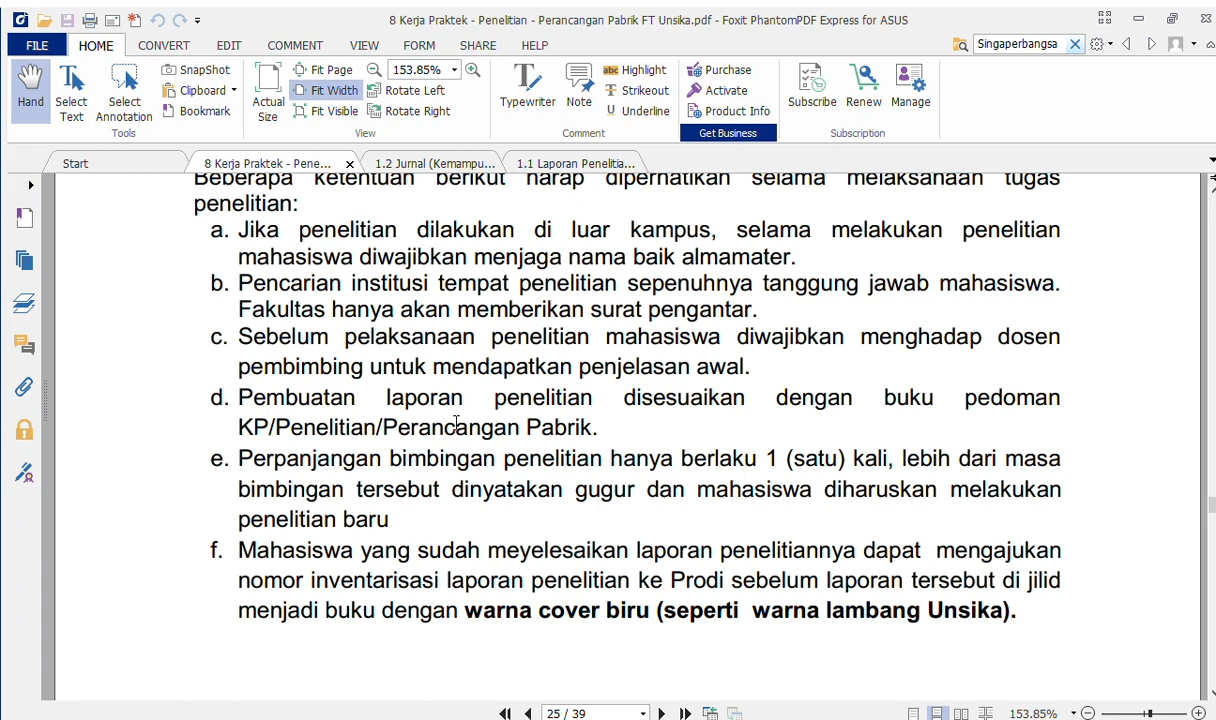 8 Kerja Praktek - Penelitian - Perancangan Pabrik FT Unsika.pdf - Foxit PhantomPDF Express for ASUS
FILE HOME CONVERT EDIT COMMENT VIEW FORM SHARE HELP Singaperbangsa
Hand
Select Text
Select Annotation
SnapShot
Clipboard
Bookmark
Tools
Actual Size
Fit Page
Fit Width
Fit Visible
153.85%
Rotate Left
Rotate Right
View
Typewriter
Note
abc Highlight
Strikeout
U Underline
Comment
Purchase
Activate
Product Info
Get Business
Subscribe
Renew
Manage
Subscription
Start
8 Kerja Praktek - Pene...
1.2 Jurnal (Kemampu...
1.1 Laporan Penelitia...
Beberapa ketentuan berikut harap diperhatikan selama melaksanaan tugas
penelitian:
a. Jika penelitian dilakukan di luar kampus, selama melakukan penelitian
mahasiswa diwajibkan menjaga nama baik almamater.
b. Pencarian institusi tempat penelitian sepenuhnya tanggung jawab mahasiswa.
Fakultas hanya akan memberikan surat pengantar.
c. Sebelum pelaksanaan penelitian mahasiswa diwajibkan menghadap dosen
pembimbing untuk mendapatkan penjelasan awal.
d. Pembuatan laporan penelitian disesuaikan dengan buku pedoman
KP/Penelitian/Perancangan Pabrik.
e. Perpanjangan bimbingan penelitian hanya berlaku 1 (satu) kali, lebih dari masa
bimbingan tersebut dinyatakan gugur dan mahasiswa diharuskan melakukan
penelitian baru
f. Mahasiswa yang sudah meyelesaikan laporan penelitiannya dapat mengajukan
nomor inventarisasi laporan penelitian ke Prodi sebelum laporan tersebut di jilid
menjadi buku dengan warna cover biru (seperti warna lambang Unsika).
25 / 39
153.85%